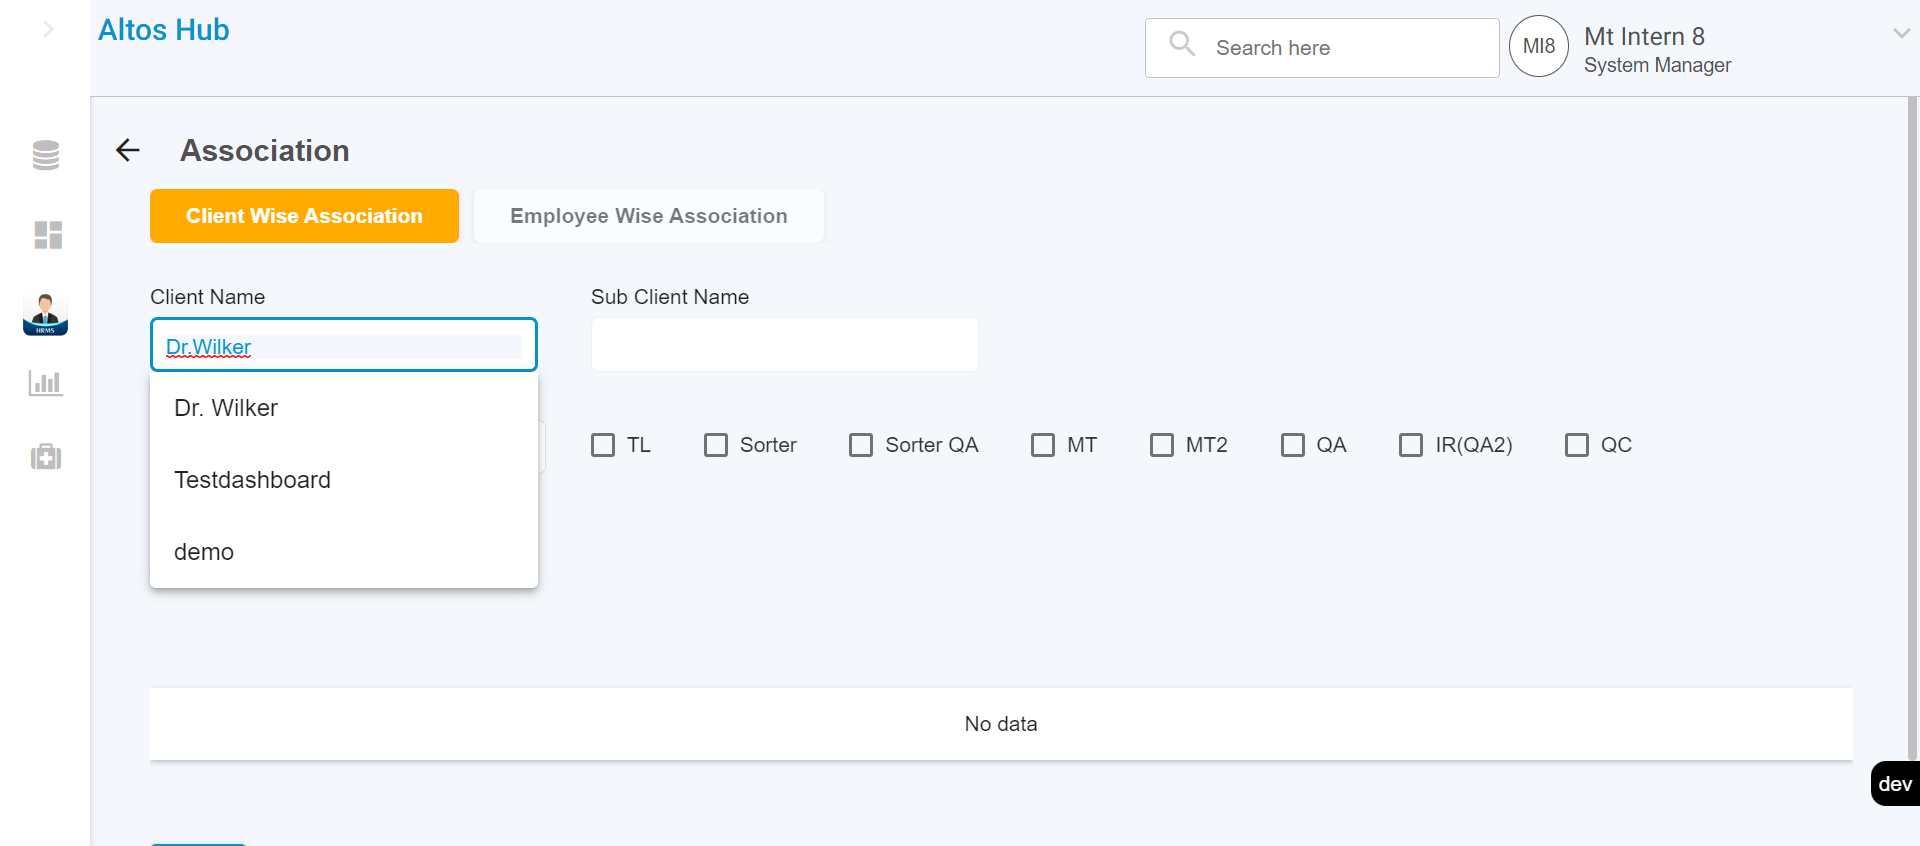 Altos Hub
Search here
MI8
Mt Intern 8
System Manager
Association
Client Wise Association
Employee Wise Association
Client Name
Sub Client Name
Dr.Wilker
Dr. Wilker
Testdashboard
demo
TL
Sorter
Sorter QA
MT
MT2
QA
IR(QA2)
QC
HRMS
No data
dev